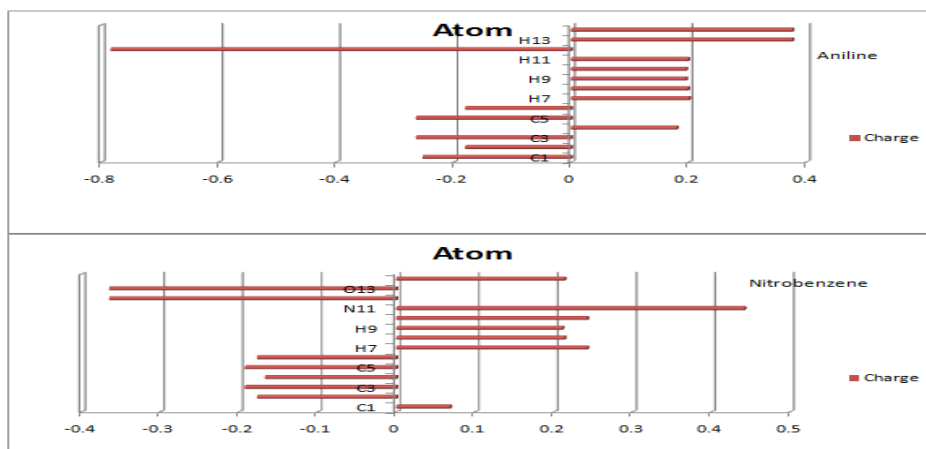 Atom
H13
H11
Aniline
H9
H7
C5
C3
Charge
C1
-0.8 -0.6 -0.4 -0.2 0 0.2 0.4
Atom
Nitrobenzene
O13
N11
H9
H7
C5
Charge
C3
C1
-0.4 -0.3 -0.2 -0.1 0 0.1 0.2 0.3 0.4 0.5